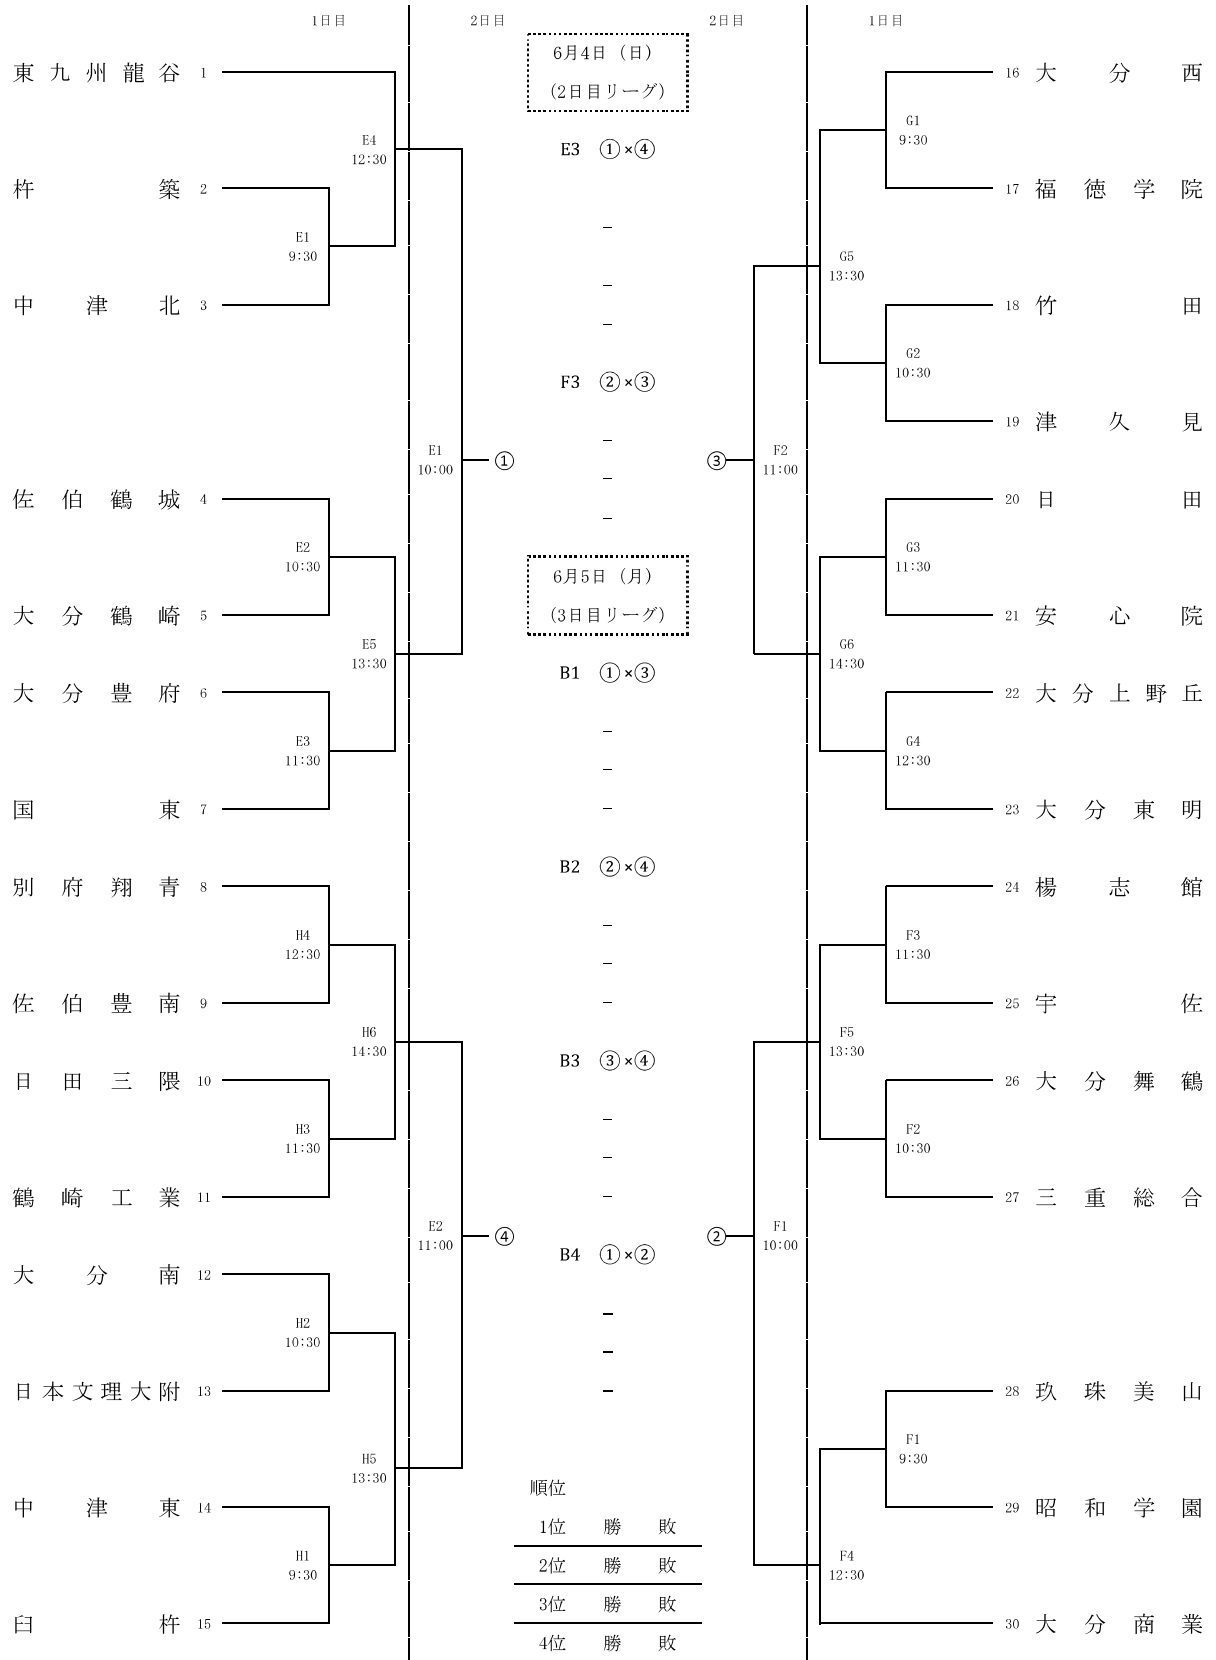 1日目 2日目 2日目 1日目
6月4日（日）
(2日目リーグ)
東九州龍谷 1
16 大分西
G1
9:30
E4
12:30
E3 ①×④
杵築 2
17 福徳学院
E1
9:30
－
G5
13:30
－
中津北 3
18 竹田
－
G2
10:30
F3 ②×③
19 津久見
－
E1
10:00
①
③
F2
11:00
－
佐伯鶴城 4
20 日田
－
E2
10:30
G3
11:30
6月5日（月）
(3日目リーグ)
大分鶴崎 5
21 安心院
E5
13:30
G6
14:30
B1 ①×③
大分豊府 6
22 大分上野丘
－
E3
11:30
G4
12:30
－
国東 7
－
23 大分東明
B2 ②×④
別府翔青 8
24 楊志館
－
H4
12:30
F3
11:30
－
佐伯豊南 9
－
25 宇佐
H6
14:30
F5
13:30
B3 ③×④
日田三隈 10
26 大分舞鶴
－
H3
11:30
F2
10:30
－
鶴崎工業 11
－
27 三重総合
E2
11:00
④
②
F1
10:00
B4 ①×②
大分南 12
－
H2
10:30
－
日本文理大附 13
－
28 玖珠美山
F1
9:30
H5
13:30
順位
中津東 14
29 昭和学園
1位 勝 敗
H1
9:30
2位 勝 敗
F4
12:30
3位 勝 敗
臼杵 15
30 大分商業
4位 勝 敗